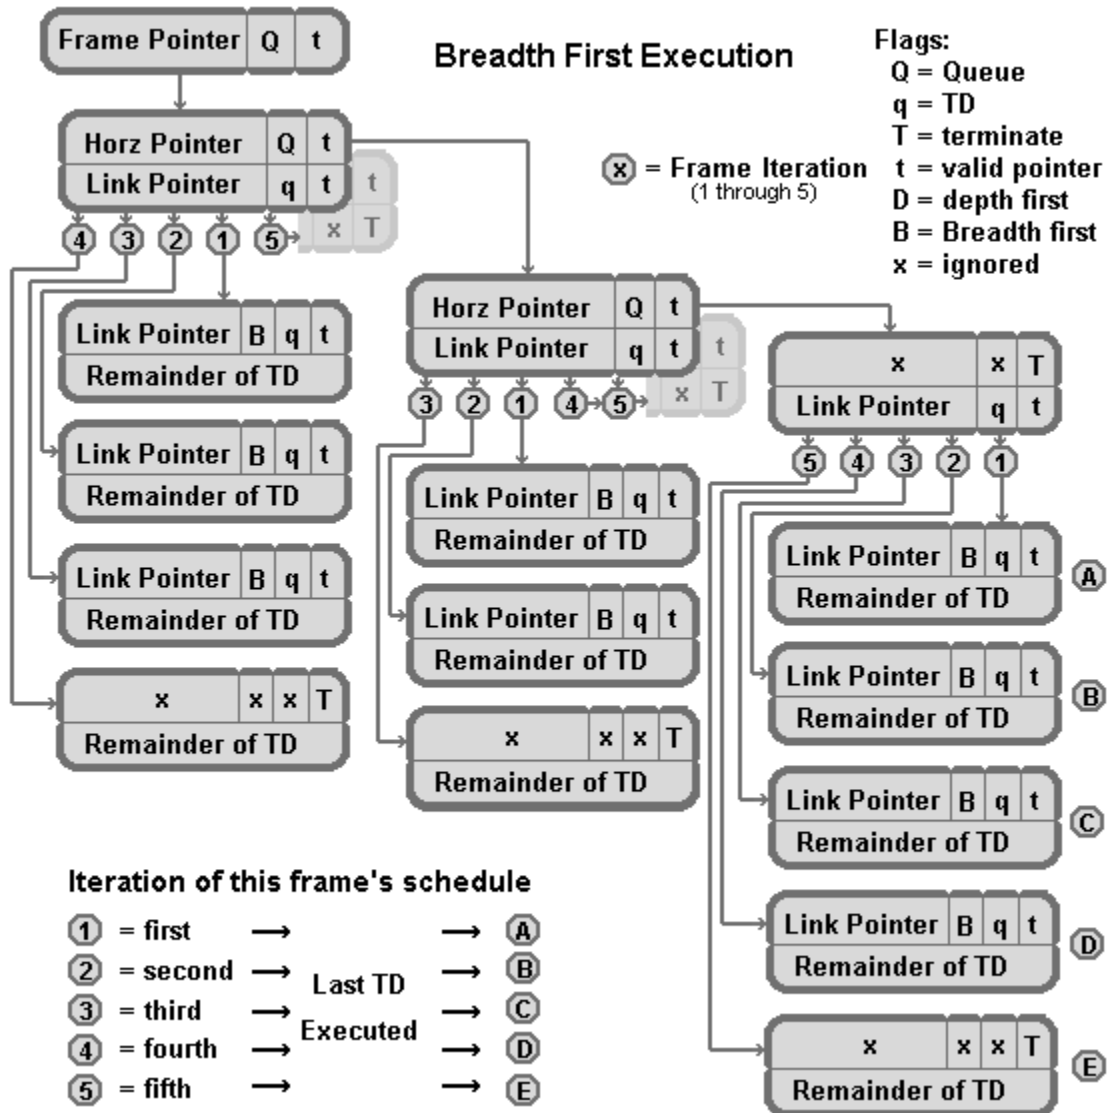 Frame Pointer Q t
Breadth First Execution
Flags:
Q = Queue
q = TD
T = terminate
t = valid pointer
D = depth first
B = Breadth first
x = ignored
x = Frame Iteration
(1 through 5)
Horz Pointer Q t
Link Pointer q t
t
x T
4 3 2 1 5
Link Pointer B q t
Remainder of TD
Link Pointer B q t
Remainder of TD
Link Pointer B q t
Remainder of TD
x x x T
Remainder of TD
Horz Pointer Q t
Link Pointer q t
t
x T
3 2 1 4 5
Link Pointer B q t
Remainder of TD
Link Pointer B q t
Remainder of TD
x x x T
Remainder of TD
x x T
Link Pointer q t
5 4 3 2 1
Link Pointer B q t
Remainder of TD
A
Link Pointer B q t
Remainder of TD
B
Link Pointer B q t
Remainder of TD
C
Link Pointer B q t
Remainder of TD
D
x x x T
Remainder of TD
E
Iteration of this frame's schedule
1 = first → → A
2 = second → → B
Last TD
3 = third → → C
Executed
4 = fourth → → D
5 = fifth → → E